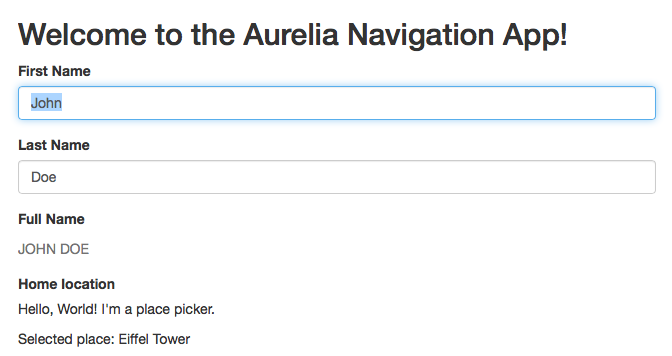 Welcome to the Aurelia Navigation App!
First Name
John
Last Name
Doe
Full Name
JOHN DOE
Home location
Hello, World! I'm a place picker.
Selected place: Eiffel Tower